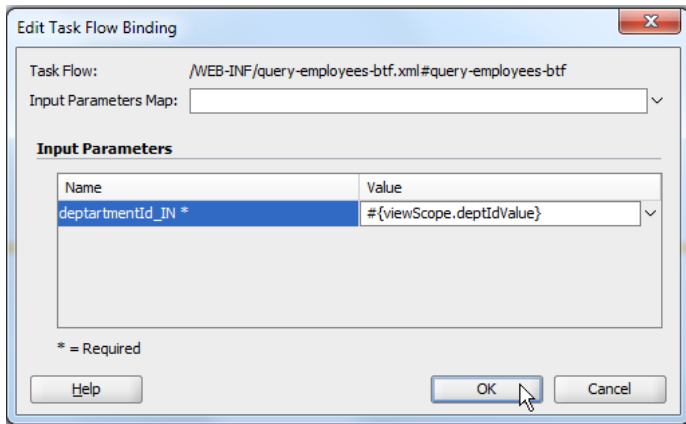 Edit Task Flow Binding
Task Flow: /WEB-INF/query-employees-btf.xml#query-employees-btf
Input Parameters Map:
Input Parameters
Name Value
deptartmentId_IN * #{viewScope.deptIdValue}
* = Required
Help OK Cancel